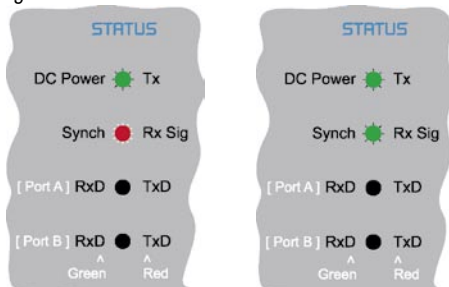 STATUS
DC Power Tx
Synch Rx Sig
[ Port A ] RxD TxD
[ Port B ] RxD TxD
^ ^
Green Red
STATUS
DC Power Tx
Synch Rx Sig
[ Port A ] RxD TxD
[ Port B ] RxD TxD
^ ^
Green Red